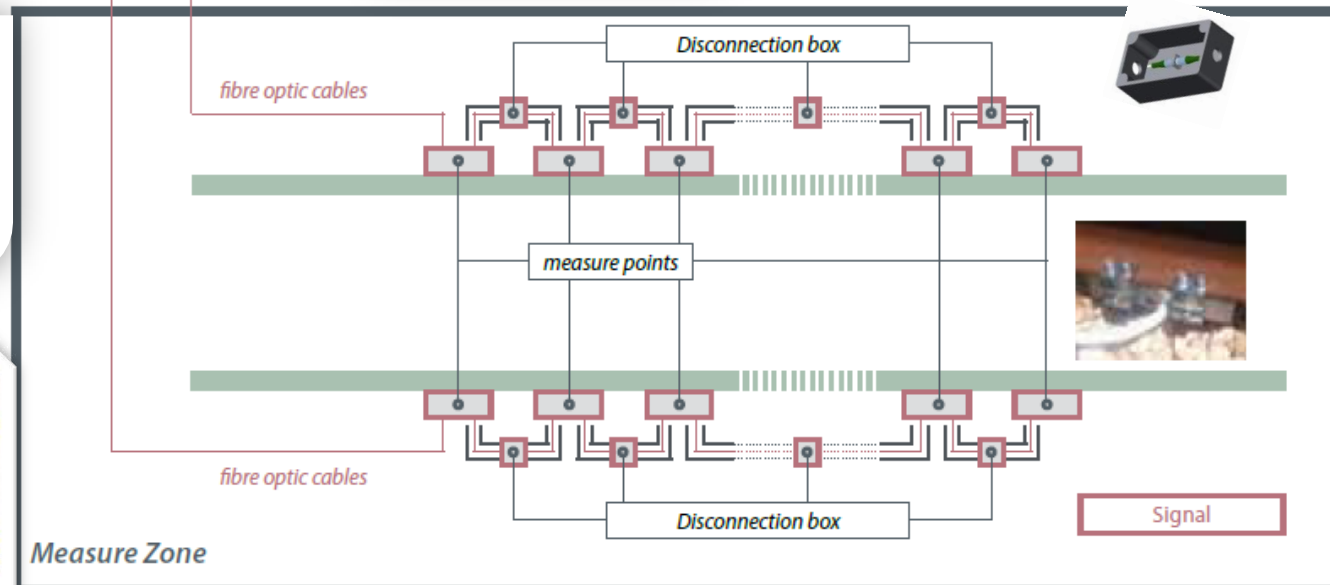 Disconnection box
fibre optic cables
measure points
fibre optic cables
Disconnection box
Signal
Measure Zone